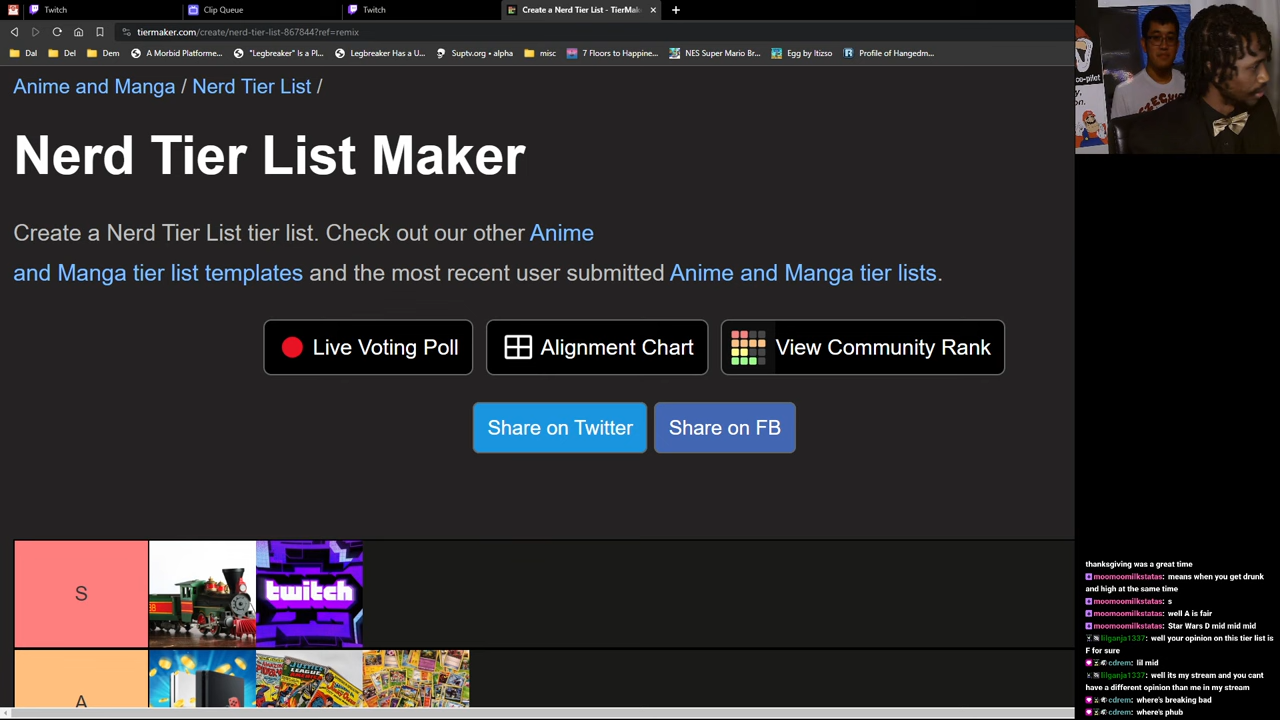 Twitch
Clip Queue
Twitch
Create a Nerd Tier List - TierMak
tiermaker.com/create/nerd-tier-list-867844?ref=remix
Dal
Del
Dem
A Morbid Platforme...
"Legbreaker" Is a Pl...
Legbreaker Has a U...
Suptv.org • alpha
misc
7 Floors to Happine...
NES Super Mario Br...
Egg by Itizso
Profile of Hangedm...
Anime and Manga / Nerd Tier List /
Nerd Tier List Maker
Create a Nerd Tier List tier list. Check out our other Anime
and Manga tier list templates and the most recent user submitted Anime and Manga tier lists.
Live Voting Poll
Alignment Chart
View Community Rank
Share on Twitter
Share on FB
S
twitch
A
co-pilot
thanksgiving was a great time
moomoomilkstatas: means when you get drunk
and high at the same time
moomoomilkstatas: s
moomoomilkstatas: well A is fair
moomoomilkstatas: Star Wars D mid mid mid
lilganja1337: well your opinion on this tier list is
F for sure
cdrem: lil mid
lilganja1337: well its my stream and you cant
have a different opinion than me in my stream
cdrem: where's breaking bad
cdrem: where's phub